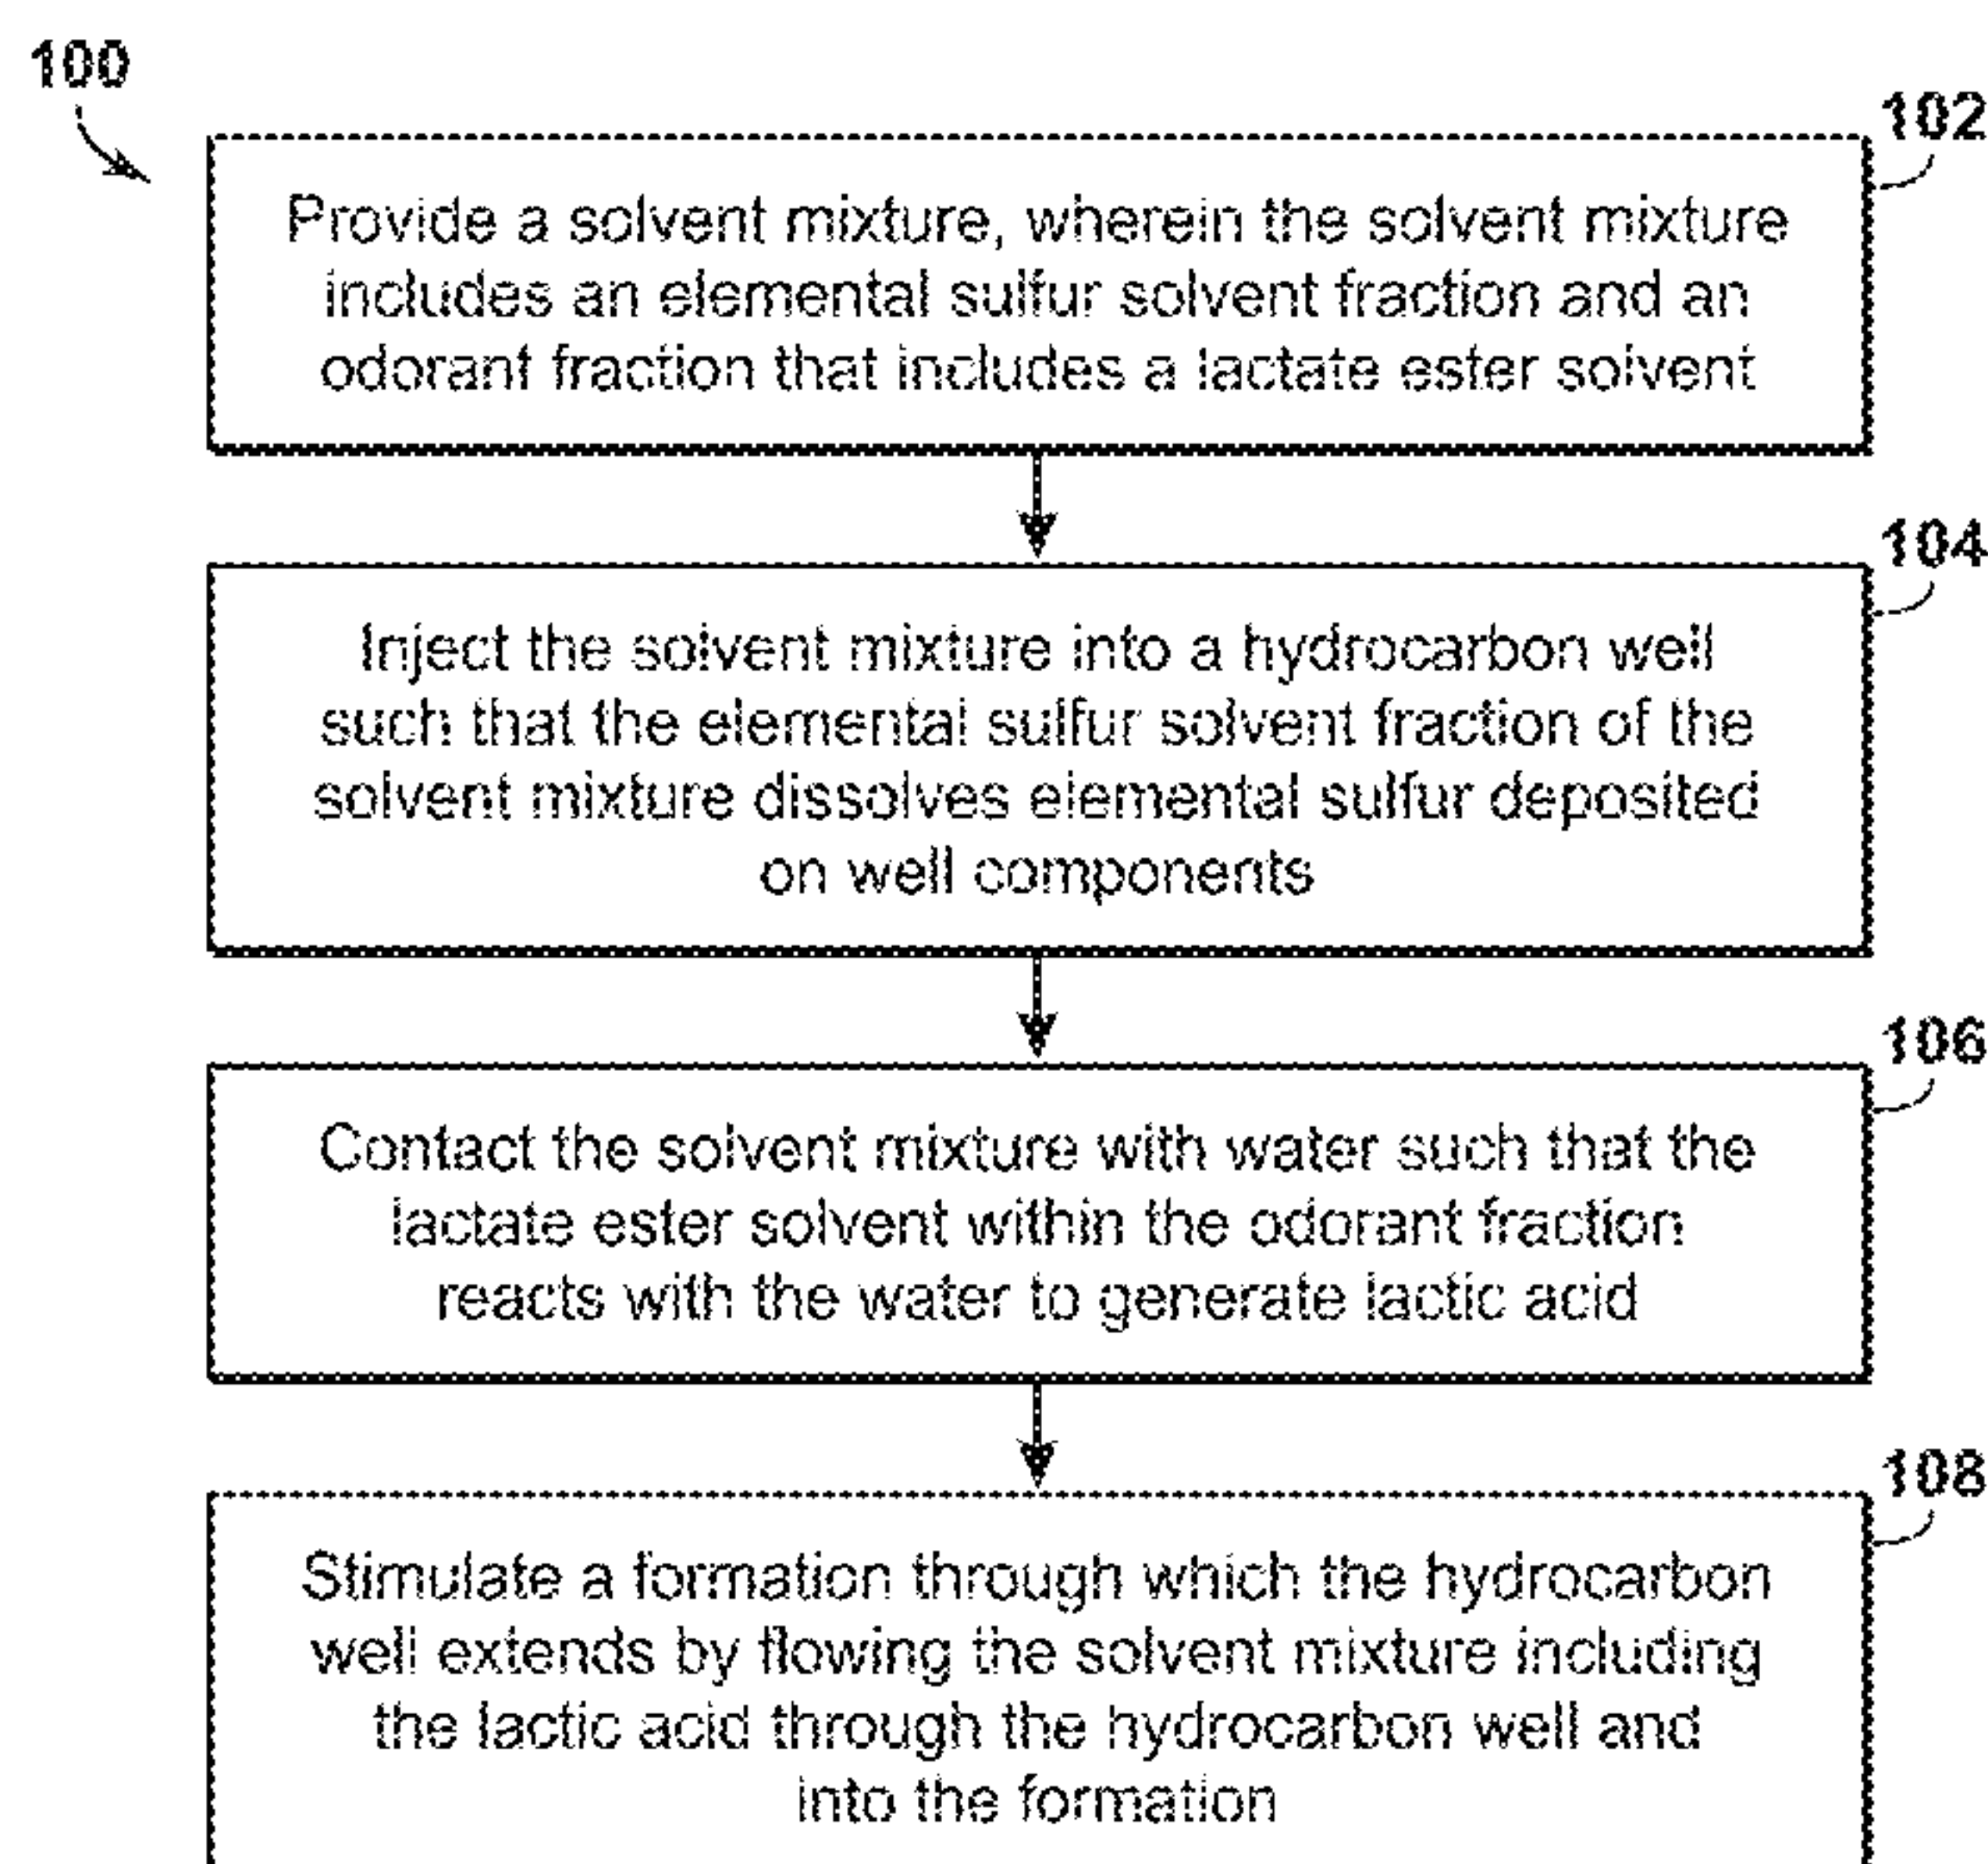 100
102
Provide a solvent mixture, wherein the solvent mixture
includes an elemental sulfur solvent fraction and an
odorant fraction that includes a lactate ester solvent
104
Inject the solvent mixture into a hydrocarbon well
such that the elemental sulfur solvent fraction of the
solvent mixture dissolves elemental sulfur deposited
on well components
106
Contact the solvent mixture with water such that the
lactate ester solvent within the odorant fraction
reacts with the water to generate lactic acid
108
Stimulate a formation through which the hydrocarbon
well extends by flowing the solvent mixture including
the lactic acid through the hydrocarbon well and
into the formation